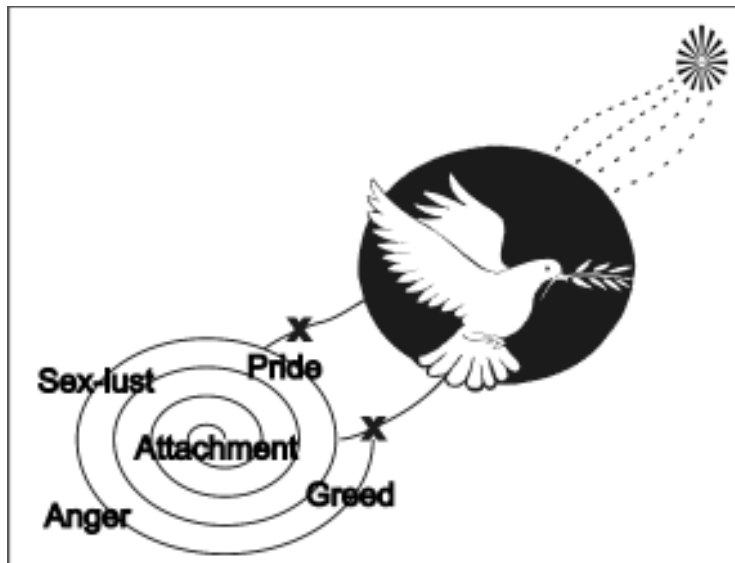 Pride
Sex-lust
x
Attachment
x
Greed
Anger